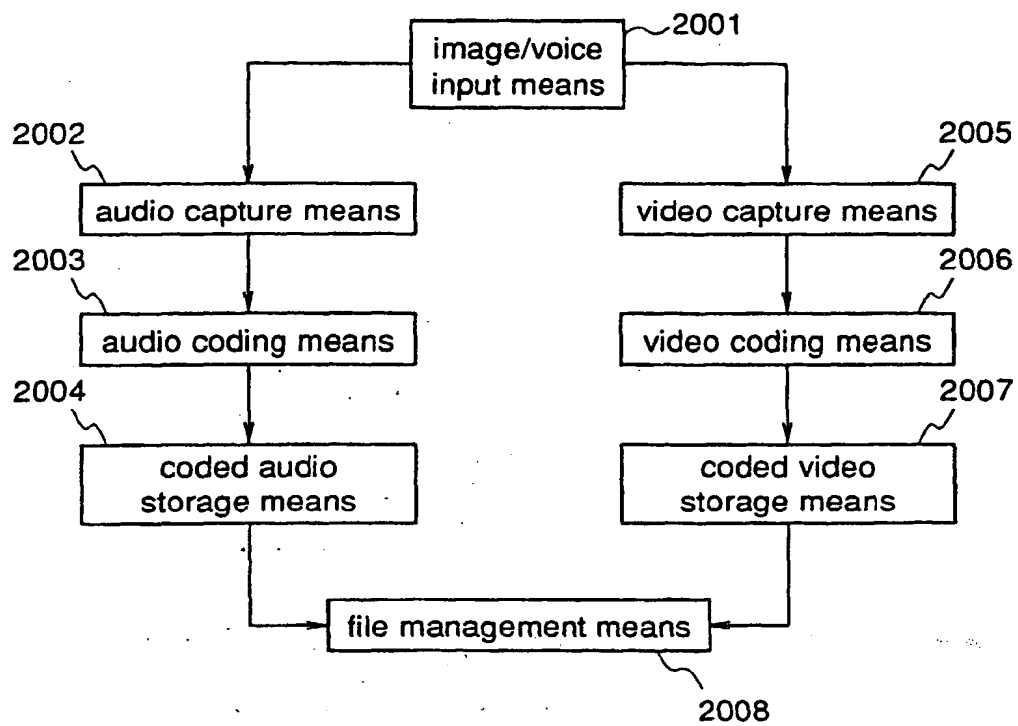 2001
image/voice
input means
2002
2005
audio capture means
video capture means
2003
2006
audio coding means
video coding means
2004
2007
coded audio
storage means
coded video
storage means
file management means
2008